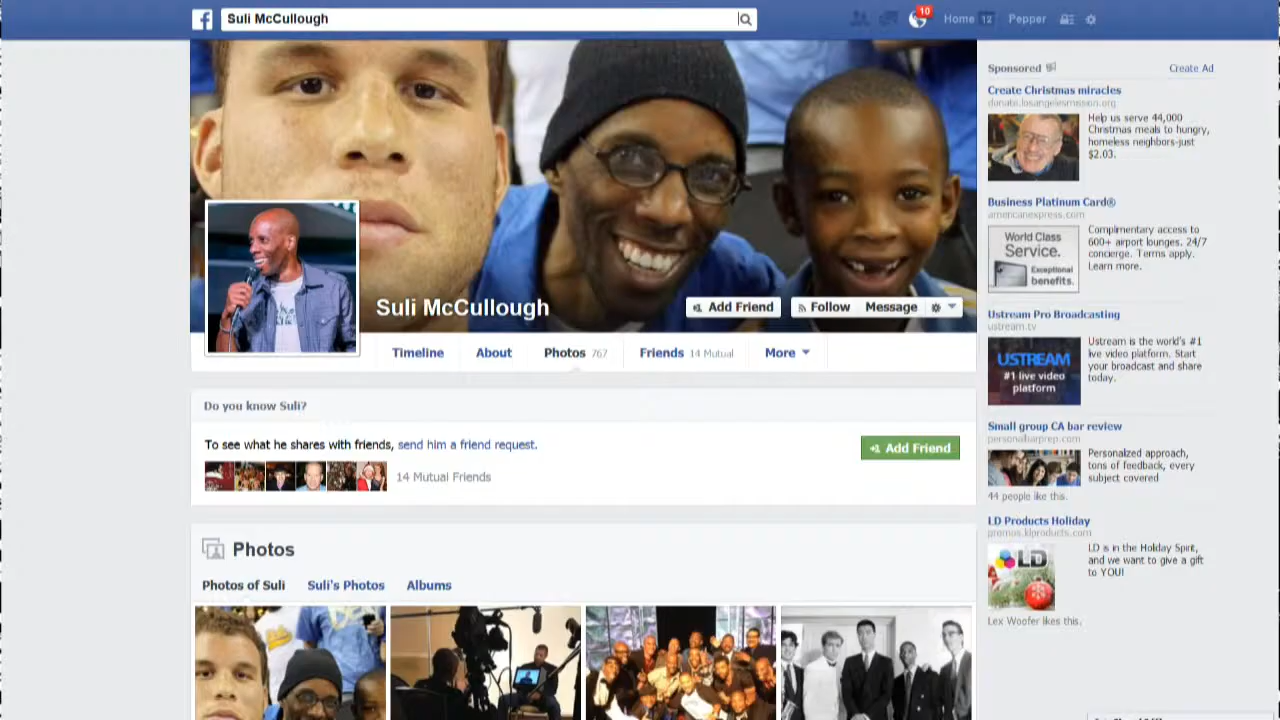 Suli McCullough
10
Home 12
Pepper
Suli McCullough
Add Friend
Follow
Message
Timeline
About
Photos 767
Friends 14 Mutual
More
Do you know Suli?
To see what he shares with friends, send him a friend request.
Add Friend
14 Mutual Friends
Photos
Photos of Suli
Suli's Photos
Albums
Sponsored
Create Ad
Create Christmas miracles
donate.losangelesmission.org
Help us serve 44,000
Christmas meals to hungry,
homeless neighbors-just
$2.03.
Business Platinum Card®
americanexpress.com
World Class
Service.
Exceptional
benefits.
Complimentary access to
600+ airport lounges. 24/7
concierge. Terms apply.
Learn more.
Ustream Pro Broadcasting
ustream.tv
USTREAM
#1 live video
platform
Ustream is the world's #1
live video platform. Start
your broadcast and share
today.
Small group CA bar review
personalbarprep.com
Personalized approach,
tons of feedback, every
subject covered
44 people like this.
LD Products Holiday
promos.ldproducts.com
LD
LD is in the Holiday Spirit,
and we want to give a gift
to YOU!
Lex Woofer likes this.